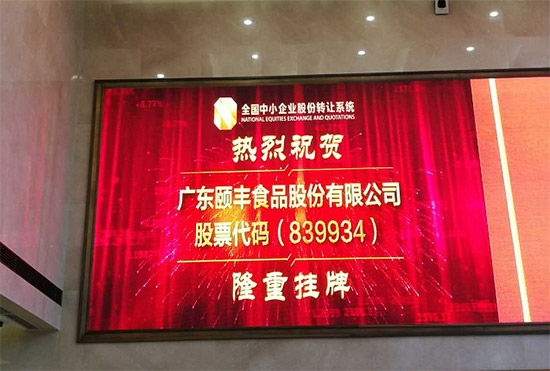 全国中小企业股份转让系统
NATIONAL EQUITIES EXCHANGE AND QUOTATIONS
热烈祝贺
广东颐丰食品股份有限公司
股票代码（839934）
隆重挂牌